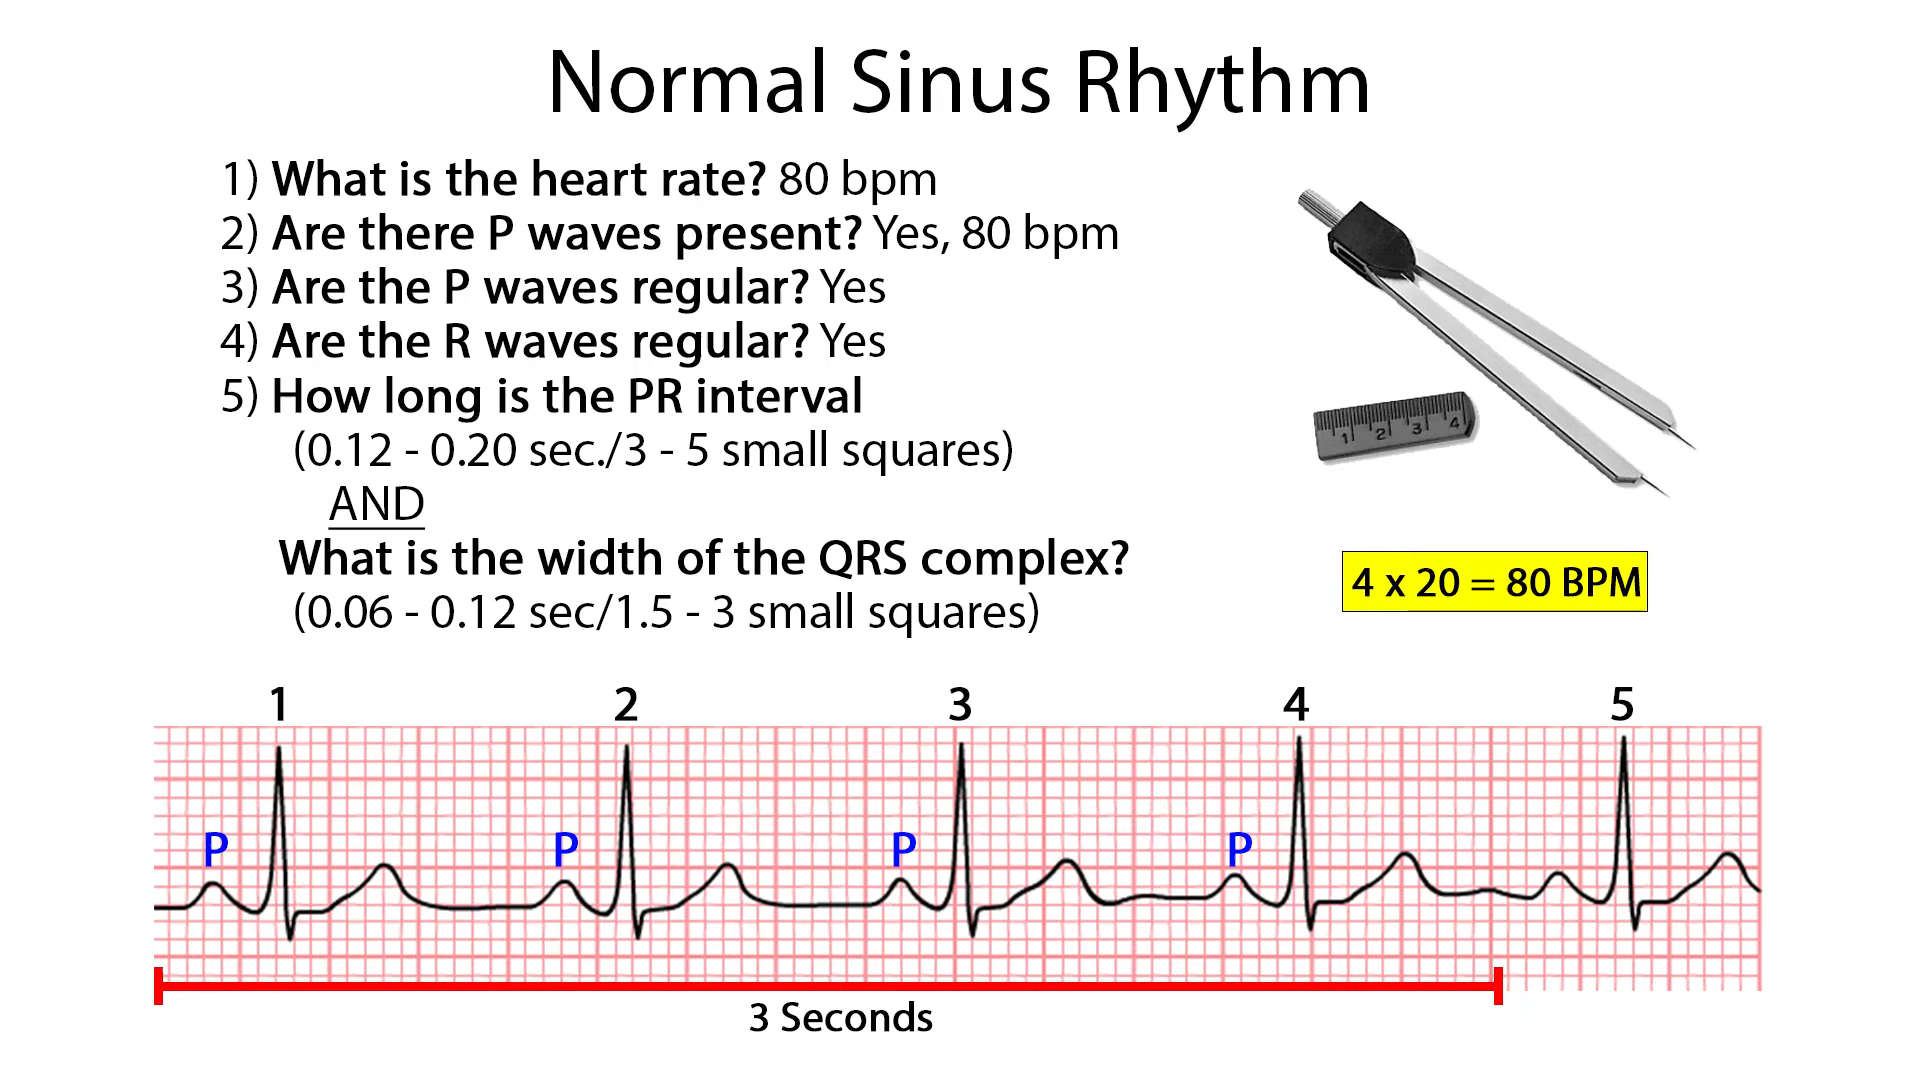 Normal Sinus Rhythm
1) What is the heart rate? 80 bpm
2) Are there P waves present? Yes, 80 bpm
3) Are the P waves regular? Yes
4) Are the R waves regular? Yes
5) How long is the PR interval
(0.12 - 0.20 sec./3 - 5 small squares)
AND
What is the width of the QRS complex?
(0.06 - 0.12 sec/1.5 - 3 small squares)
1 2 3 4
4 x 20 = 80 BPM
1 2 3 4 5
P P P P
3 Seconds